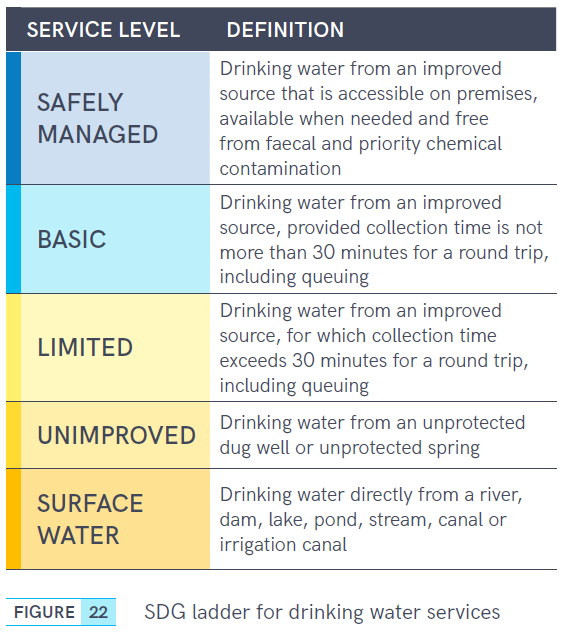 SERVICE LEVEL DEFINITION
SAFELY
MANAGED
Drinking water from an improved
source that is accessible on premises,
available when needed and free
from faecal and priority chemical
contamination
BASIC
Drinking water from an improved
source, provided collection time is not
more than 30 minutes for a round trip,
including queuing
LIMITED
Drinking water from an improved
source, for which collection time
exceeds 30 minutes for a round trip,
including queuing
UNIMPROVED
Drinking water from an unprotected
dug well or unprotected spring
SURFACE
WATER
Drinking water directly from a river,
dam, lake, pond, stream, canal or
irrigation canal
FIGURE 22 SDG ladder for drinking water services